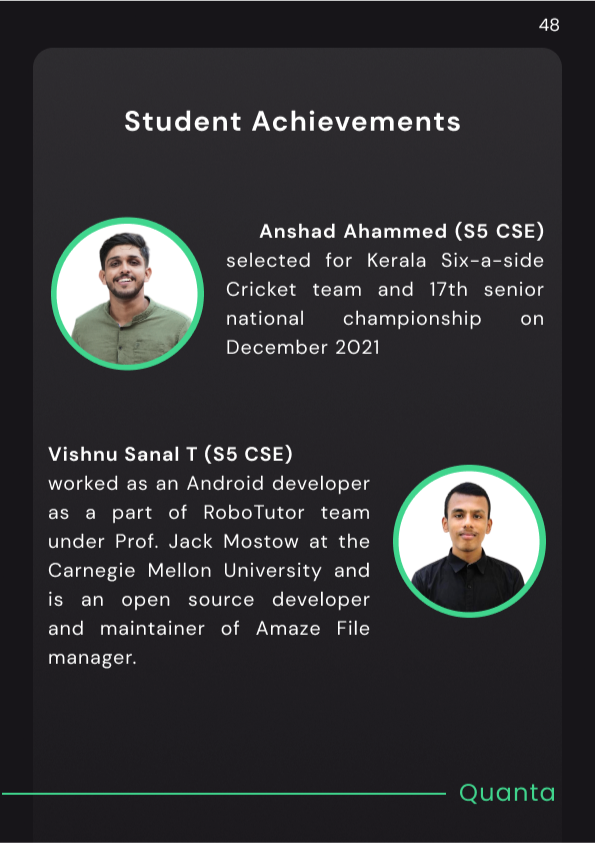 48
Student Achievements
Anshad Ahammed (S5 CSE)
selected for Kerala Six-a-side
Cricket team and 17th senior
national championship on
December 2021
Vishnu Sanal T (S5 CSE)
worked as an Android developer
as a part of RoboTutor team
under Prof. Jack Mostow at the
Carnegie Mellon University and
is an open source developer
and maintainer of Amaze File
manager.
Quanta